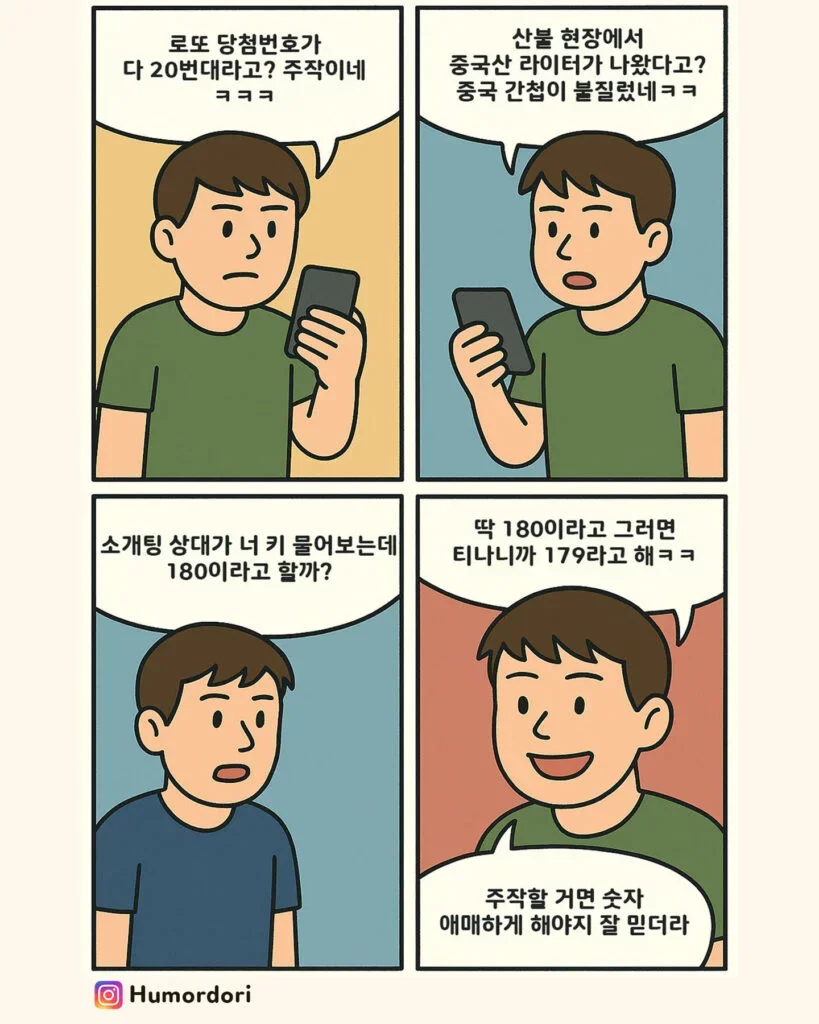 로또 당첨번호가
다 20번대라고? 주작이네
ㅋㅋㅋ
산불 현장에서
중국산 라이터가 나왔다고?
중국 간첩이 불질렀네ㅋㅋ
소개팅 상대가 너 키 물어보는데
180이라고 할까?
딱 180이라고 그러면
티나니까 179라고 해ㅋㅋ
주작할 거면 숫자
애매하게 해야지 잘 믿더라
Humordori